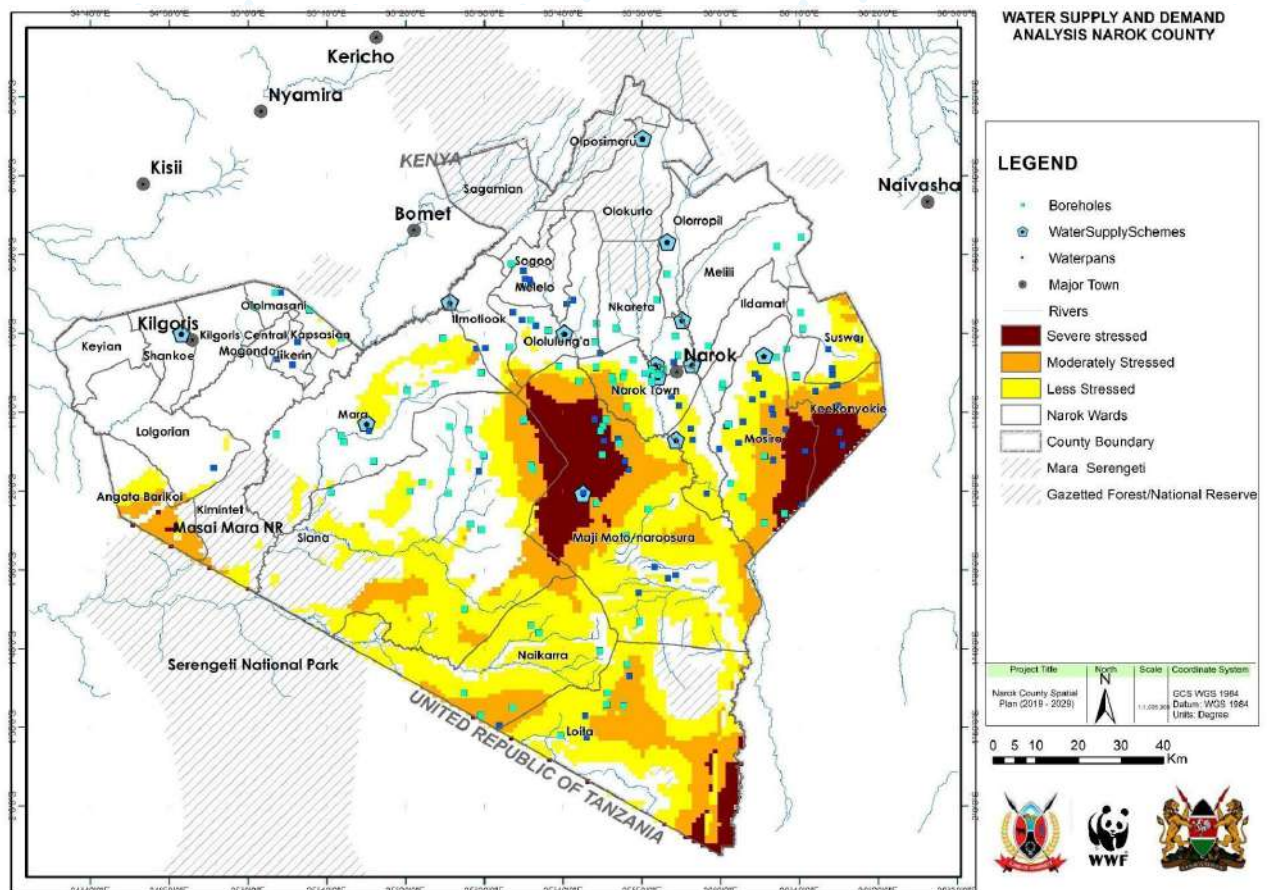 WATER SUPPLY AND DEMAND
ANALYSIS NAROK COUNTY
Kericho
Nyamira
Olposimoru
Kisii
KENYA
Sagamian
Naivasha
Bomet
Olokurto
Olorropil
Sogoo
Melelo
Melili
Nkareta
Ildamat
Ololmasani
Ilmotiook
Kilgoris
Kilgoris Central
Kapsasian
Ololulung'a
Suswa
Keyian
Shankoe
Mogondo
Narok
Narok Town
Mara
Keekonyokie
Lolgorian
Mosiro
Angata Barikoi
Kimintet
Masai Mara NR
Siana
Maji Moto/naroosura
Serengeti National Park
Naikarra
Loita
UNITED REPUBLIC OF TANZANIA
LEGEND
Boreholes
WaterSupplySchemes
Waterpans
Major Town
Rivers
Severe stressed
Moderately Stressed
Less Stressed
Narok Wards
County Boundary
Mara Serengeti
Gazetted Forest/National Reserve
Project Title
North
Scale
Coordinate System
Narok County Spatial
Plan (2019 - 2029)
N
GCS WGS 1984
Datum: WGS 1984
Units: Degree
0 5 10 20 30 40
Km
WWF